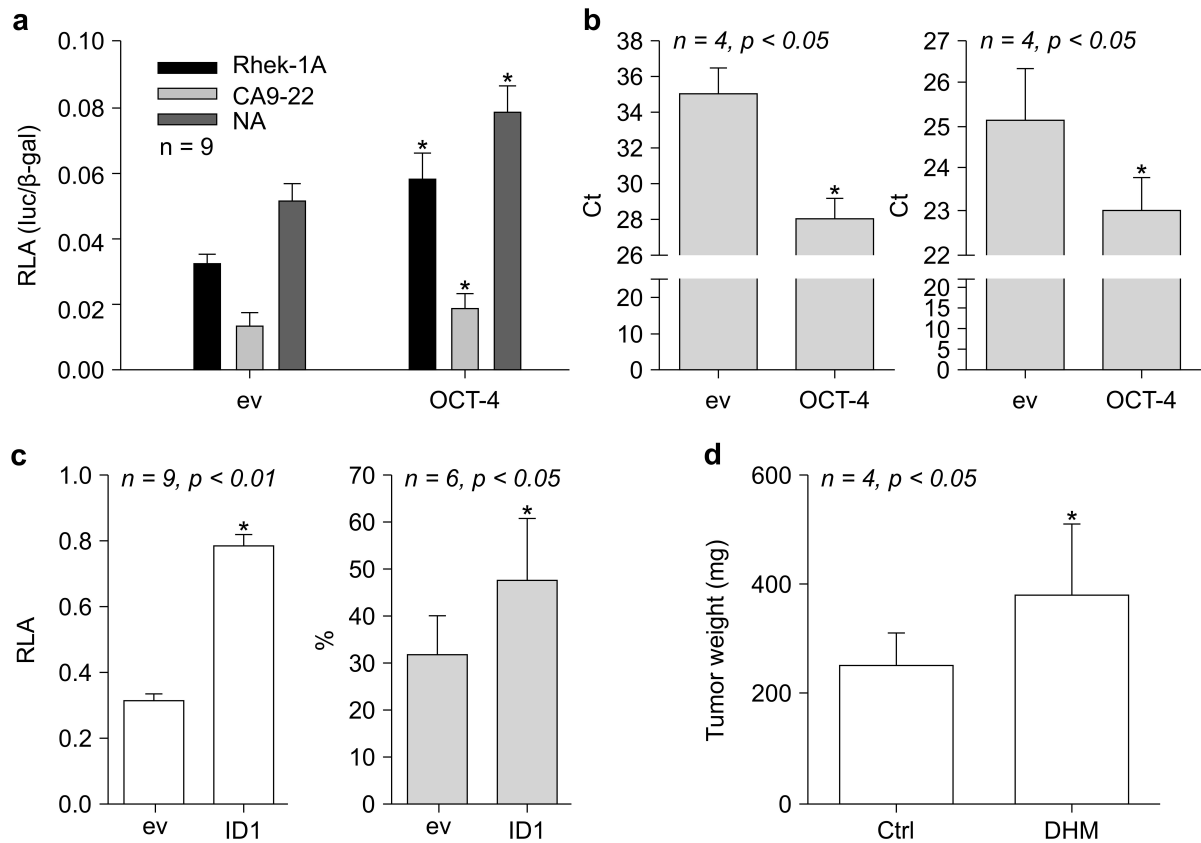 a
0.10
0.08
0.06
0.04
0.02
0.00
RLA (luc/β-gal)
Rhek-1A
CA9-22
NA
n = 9
*
*
*
ev
OCT-4
b
n = 4, p < 0.05
38
36
34
32
30
28
26
20
10
0
Ct
*
ev
OCT-4
n = 4, p < 0.05
27
26
25
24
23
22
20
15
10
5
0
Ct
*
ev
OCT-4
c
n = 9, p < 0.01
1.0
0.8
0.6
0.4
0.2
0.0
RLA
*
ev
ID1
n = 6, p < 0.05
70
60
50
40
30
20
10
0
%
*
ev
ID1
d
n = 4, p < 0.05
600
400
200
0
Tumor weight (mg)
*
Ctrl
DHM